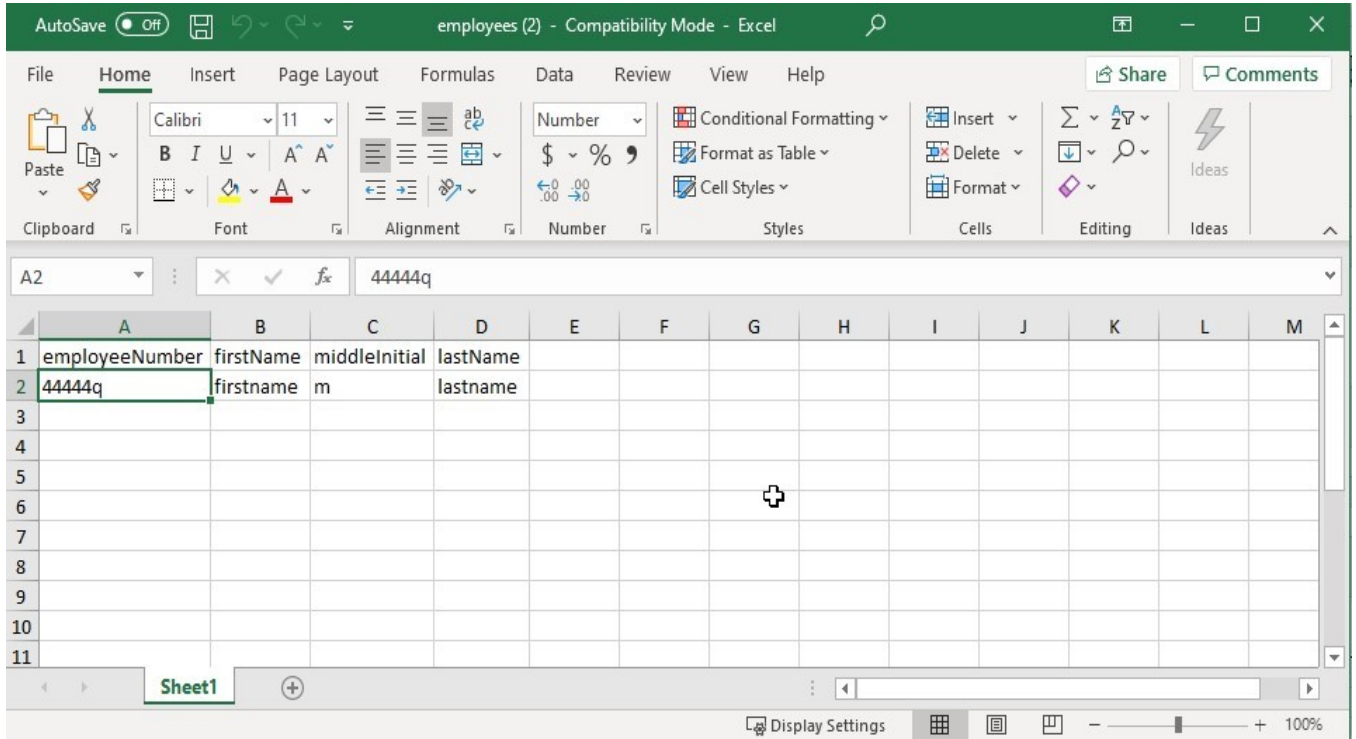 AutoSave Off employees (2) - Compatibility Mode - Excel
File Home Insert Page Layout Formulas Data Review View Help Share Comments
Paste
Calibri 11
B I U A A
A
ab
Number
$ % 9
Conditional Formatting
Format as Table
Cell Styles
Insert
Delete
Format
Ideas
Clipboard Font Alignment Number Styles Cells Editing Ideas
A2 fx 44444q
A B C D E F G H I J K L M
1 employeeNumber firstName middleInitial lastName
2 44444q firstname m lastname
3
4
5
6
7
8
9
10
11
Sheet1
Display Settings 100%